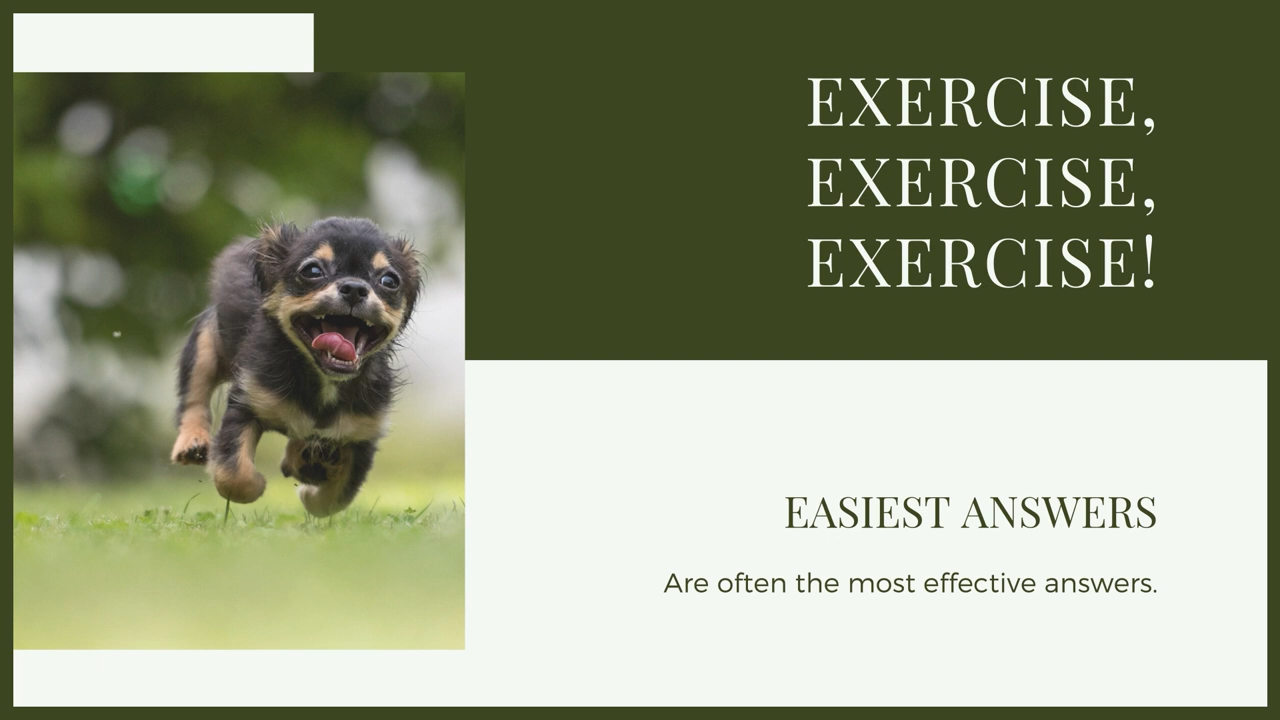 EXERCISE,
EXERCISE,
EXERCISE!
EASIEST ANSWERS
Are often the most effective answers.